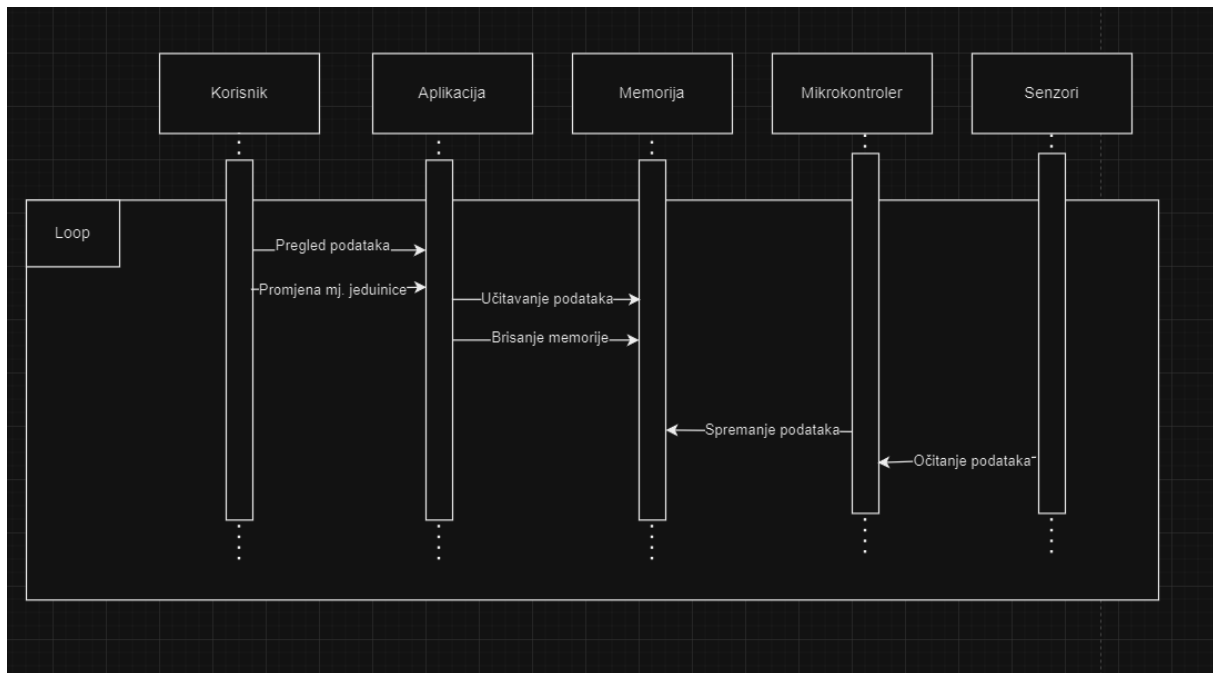 Korisnik
Aplikacija
Memorija
Mikrokontroler
Senzori
Loop
Pregled podataka
Promjena mj. jeduinice
Učitavanje podataka
Brisanje memorije
Spremanje podataka
Očitanje podataka